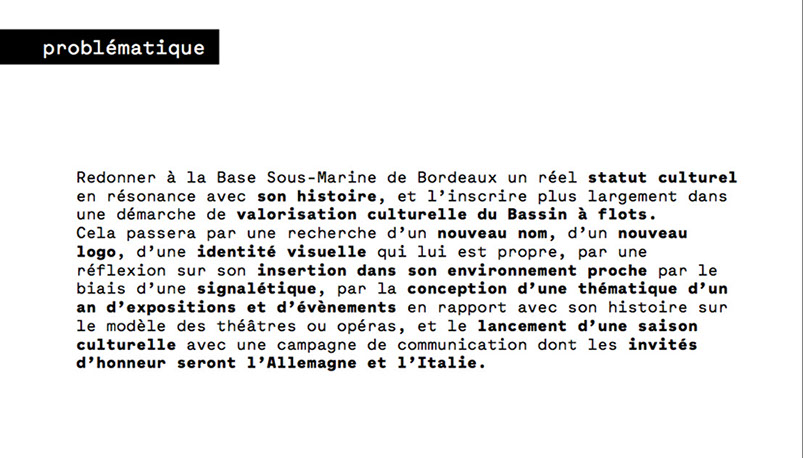 problématique
Redonner à la Base Sous-Marine de Bordeaux un réel statut culturel
en résonance avec son histoire, et l’inscrire plus largement dans
une démarche de valorisation culturelle du Bassin à flots.
Cela passera par une recherche d’un nouveau nom, d’un nouveau
logo, d’une identité visuelle qui lui est propre, par une
réflexion sur son insertion dans son environnement proche par le
biais d’une signalétique, par la conception d’une thématique d’un
an d’expositions et d’évènements en rapport avec son histoire sur
le modèle des théâtres ou opéras, et le lancement d’une saison
culturelle avec une campagne de communication dont les invités
d’honneur seront l’Allemagne et l’Italie.